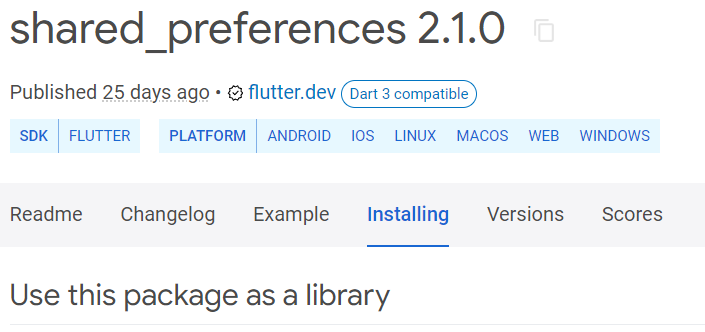 shared_preferences 2.1.0
Published 25 days ago • flutter.dev Dart 3 compatible
SDK FLUTTER PLATFORM ANDROID IOS LINUX MACOS WEB WINDOWS
Readme Changelog Example Installing Versions Scores
Use this package as a library